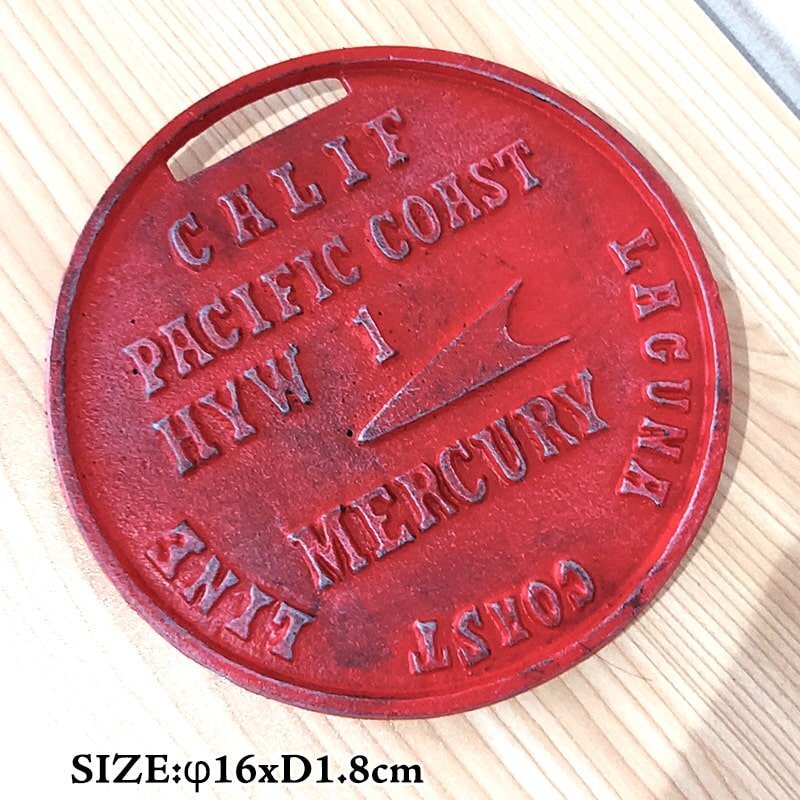 CALIF
PACIFIC COAST
HYW 1
MERCURY
LAGUNA
COAST
LINE
SIZE:φ16xD1.8cm